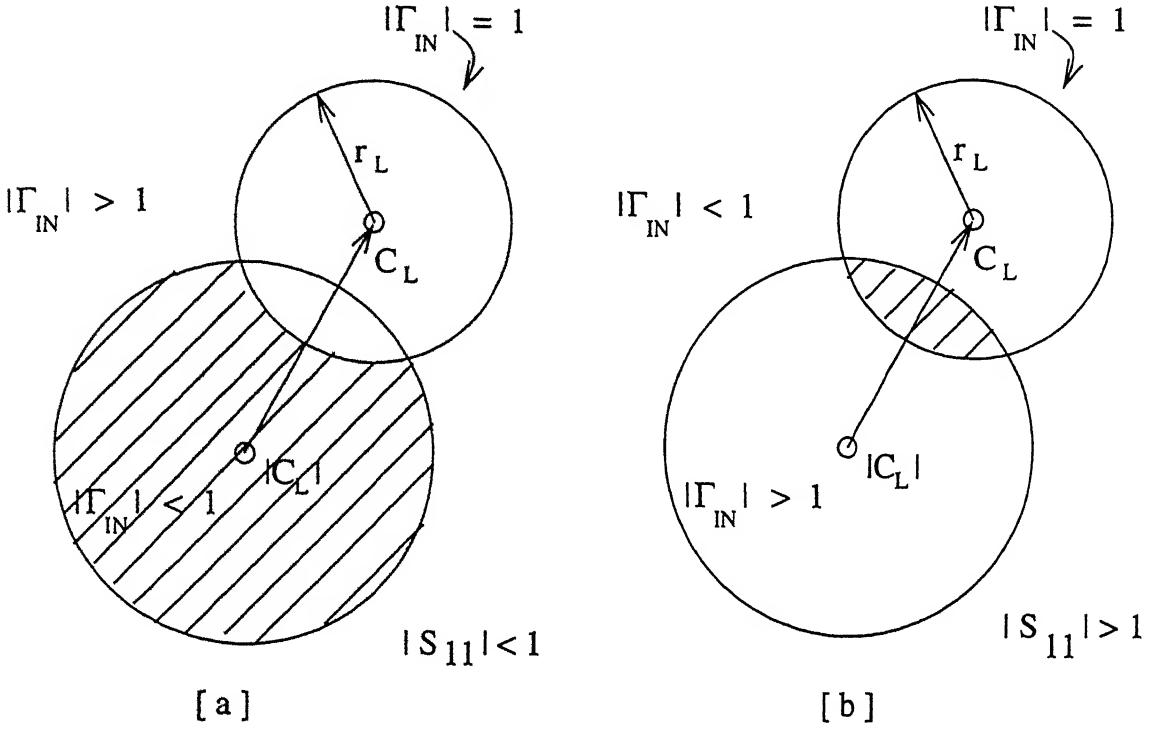 |Γ_IN| = 1
r_L
|Γ_IN| > 1
C_L
|C_L|
|Γ_IN| < 1
|S_11| < 1
[a]
|Γ_IN| = 1
r_L
|Γ_IN| < 1
C_L
|C_L|
|Γ_IN| > 1
|S_11| > 1
[b]